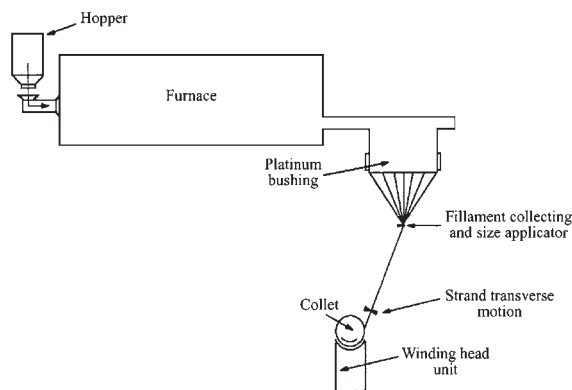 Hopper
Furnace
Platinum
bushing
Fillament collecting
and size applicator
Collet
Strand transverse
motion
Winding head
unit